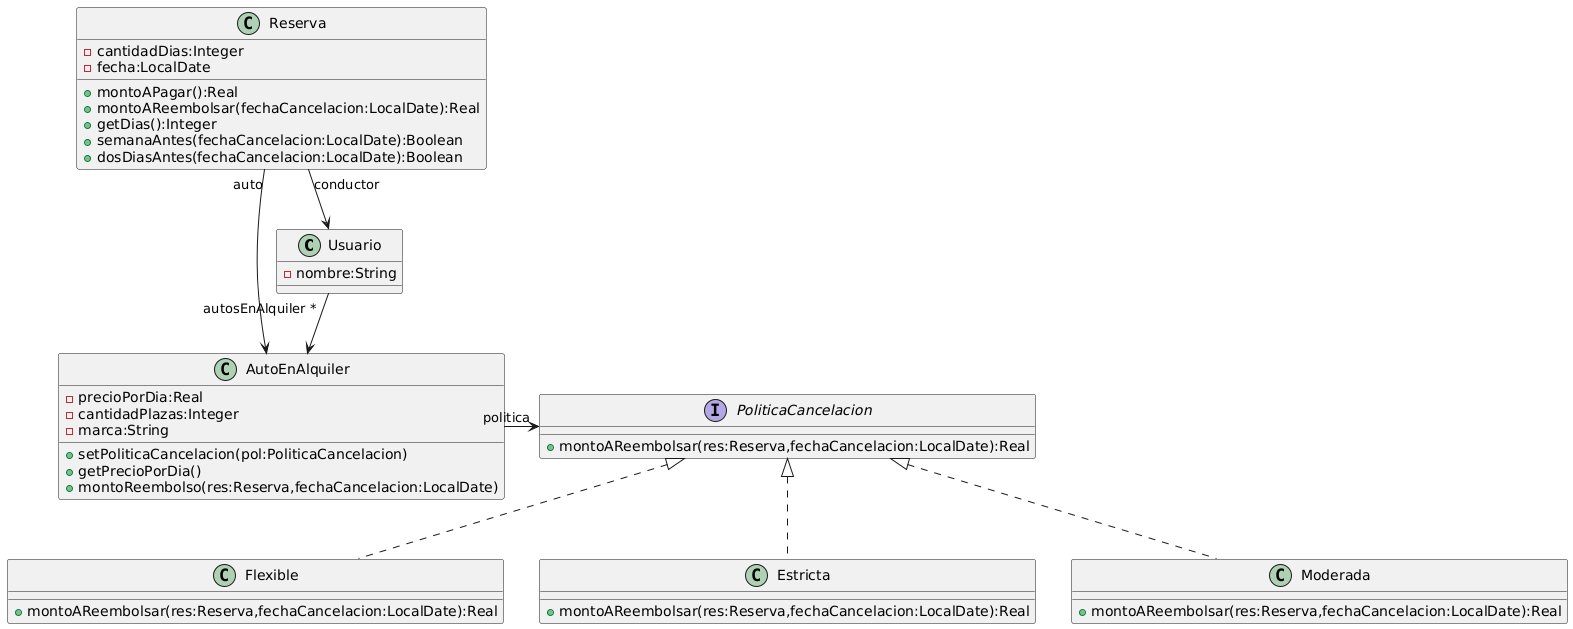 Reserva
cantidadDias:Integer
fecha:LocalDate
montoAPagar():Real
montoAReembolsar(fechaCancelacion:LocalDate):Real
getDias():Integer
semanaAntes(fechaCancelacion:LocalDate):Boolean
dosDiasAntes(fechaCancelacion:LocalDate):Boolean
auto
conductor
Usuario
nombre:String
autosEnAlquiler *
AutoEnAlquiler
precioPorDia:Real
cantidadPlazas:Integer
marca:String
setPoliticaCancelacion(pol:PoliticaCancelacion)
getPrecioPorDia()
montoReembolso(res:Reserva,fechaCancelacion:LocalDate)
politica
PoliticaCancelacion
montoAReembolsar(res:Reserva,fechaCancelacion:LocalDate):Real
Flexible
montoAReembolsar(res:Reserva,fechaCancelacion:LocalDate):Real
Estricta
montoAReembolsar(res:Reserva,fechaCancelacion:LocalDate):Real
Moderada
montoAReembolsar(res:Reserva,fechaCancelacion:LocalDate):Real